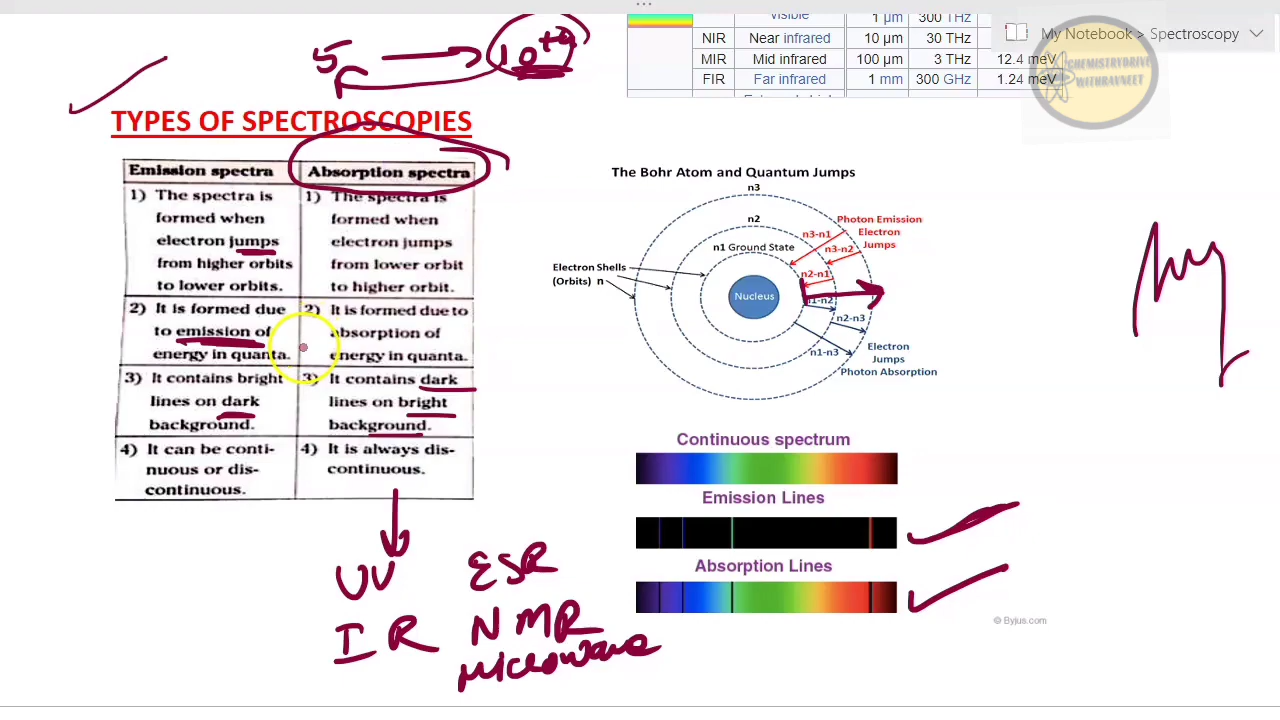 Visible 1 μm 300 THz
NIR Near infrared 10 μm 30 THz
MIR Mid infrared 100 μm 3 THz 12.4 meV
FIR Far infrared 1 mm 300 GHz 1.24 meV
My Notebook > Spectroscopy
CHEMISTRYDRIVE
WITHRAVNEET
5
TYPES OF SPECTROSCOPIES
Emission spectra
1) The spectra is
formed when
electron jumps
from higher orbits
to lower orbits.
2) It is formed due
to emission of
energy in quanta.
3) It contains bright
lines on dark
background.
4) It can be conti-
nuous or dis-
continuous.
Absorption spectra
1) The spectra is
formed when
electron jumps
from lower orbit
to higher orbit.
2) It is formed due to
absorption of
energy in quanta.
3) It contains dark
lines on bright
background.
4) It is always dis-
continuous.
UV ESR
IR NMR
microwave
The Bohr Atom and Quantum Jumps
n3
n2
n1 Ground State
Electron Shells
(Orbits) n
Nucleus
Photon Emission
Electron
Jumps
n3-n1
n3-n2
n2-n1
n1-n2
n2-n3
n1-n3
Electron
Jumps
Photon Absorption
Continuous spectrum
Emission Lines
Absorption Lines
© Byjus.com